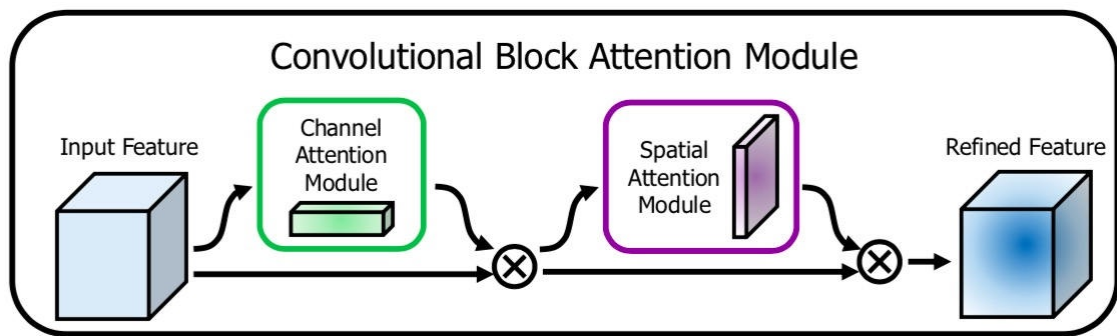 Convolutional Block Attention Module
Input Feature
Channel
Attention
Module
Spatial
Attention
Module
Refined Feature